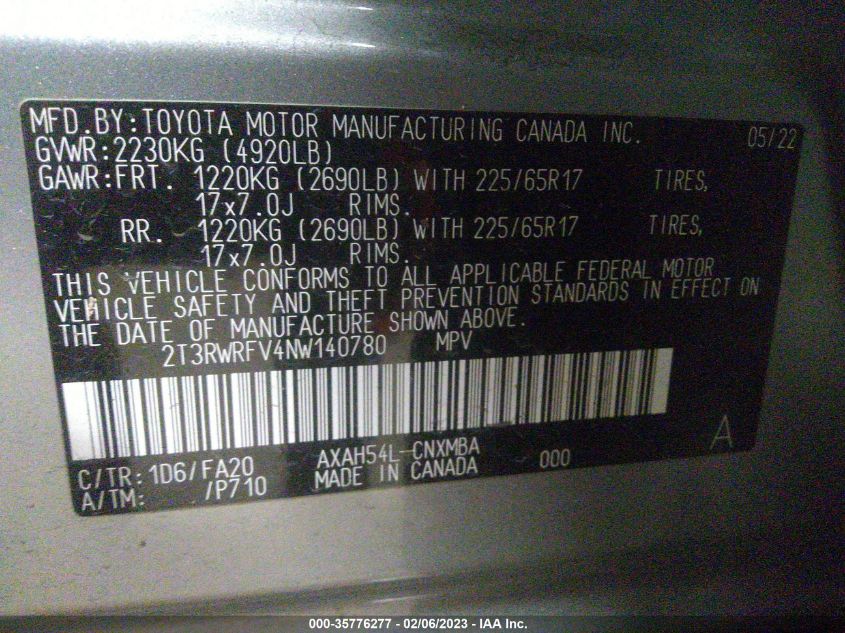 MFD.BY:TOYOTA MOTOR MANUFACTURING CANADA INC. 05/22
GVWR:2230KG (4920LB)
GAWR:FRT. 1220KG (2690LB) WITH 225/65R17 TIRES,
17x7.0J RIMS.
RR. 1220KG (2690LB) WITH 225/65R17 TIRES,
17x7.0J RIMS.
THIS VEHICLE CONFORMS TO ALL APPLICABLE FEDERAL MOTOR
VEHICLE SAFETY AND THEFT PREVENTION STANDARDS IN EFFECT ON
THE DATE OF MANUFACTURE SHOWN ABOVE.
2T3RWRFV4NW140780 MPV
A
C/TR:1D6/FA20 AXAH54L-CNXMBA 000
A/TM: /P710 MADE IN CANADA
000-35776277 - 02/06/2023 - IAA Inc.